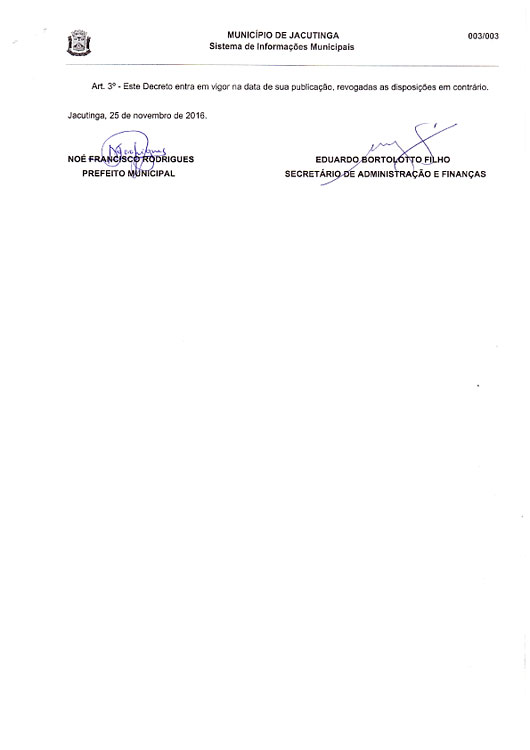 MUNICÍPIO DE JACUTINGA
Sistema de Informações Municipais
003/003
Art. 3º - Este Decreto entra em vigor na data de sua publicação, revogadas as disposições em contrário.
Jacutinga, 25 de novembro de 2016.
NOÉ FRANCISCO RODRIGUES
PREFEITO MUNICIPAL
EDUARDO BORTOLOTTO FILHO
SECRETÁRIO DE ADMINISTRAÇÃO E FINANÇAS